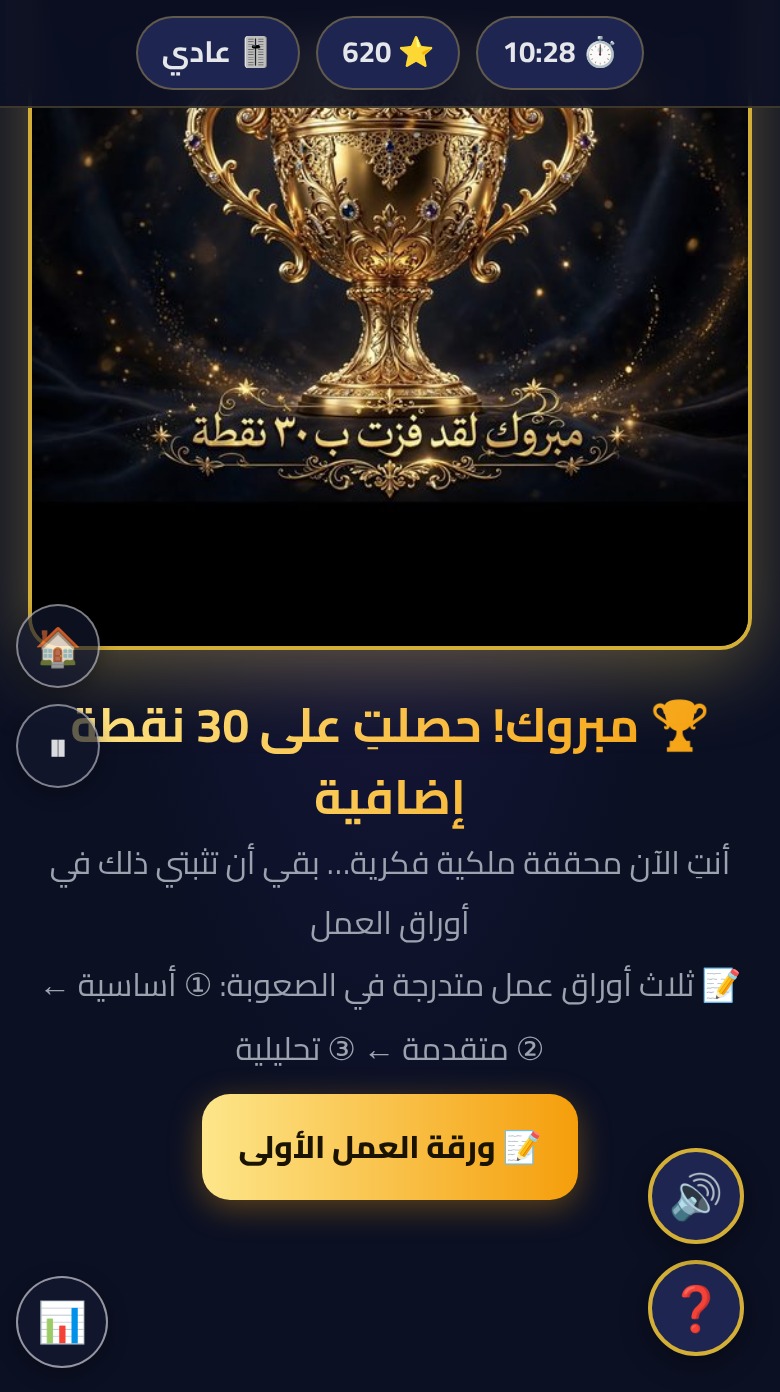 ⏱️ 10:28
⭐ 620
🎚️ عادي
مبروك لقد فزت ب ٣٠ نقطة
🏆 مبروك! حصلتِ على 30 نقطة
إضافية
أنتِ الآن محققة ملكية فكرية... بقي أن تثبتي ذلك في
أوراق العمل
📝 ثلاث أوراق عمل متدرجة في الصعوبة: ① أساسية ←
② متقدمة ← ③ تحليلية
📝 ورقة العمل الأولى